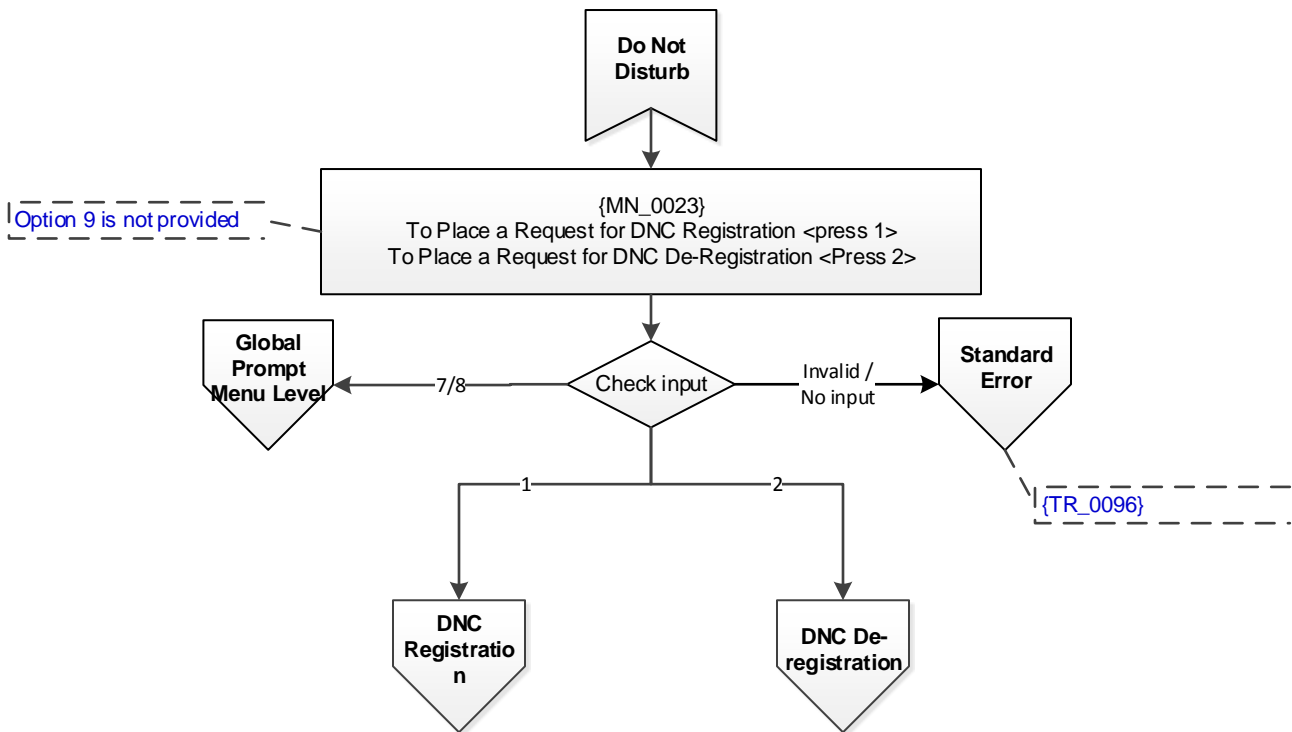 Do Not
Disturb
{MN_0023}
To Place a Request for DNC Registration <press 1>
To Place a Request for DNC De-Registration <Press 2>
Option 9 is not provided
Global
Prompt
Menu Level
7/8
Check input
Invalid /
No input
Standard
Error
{TR_0096}
1
2
DNC
Registratio
n
DNC De-
registration